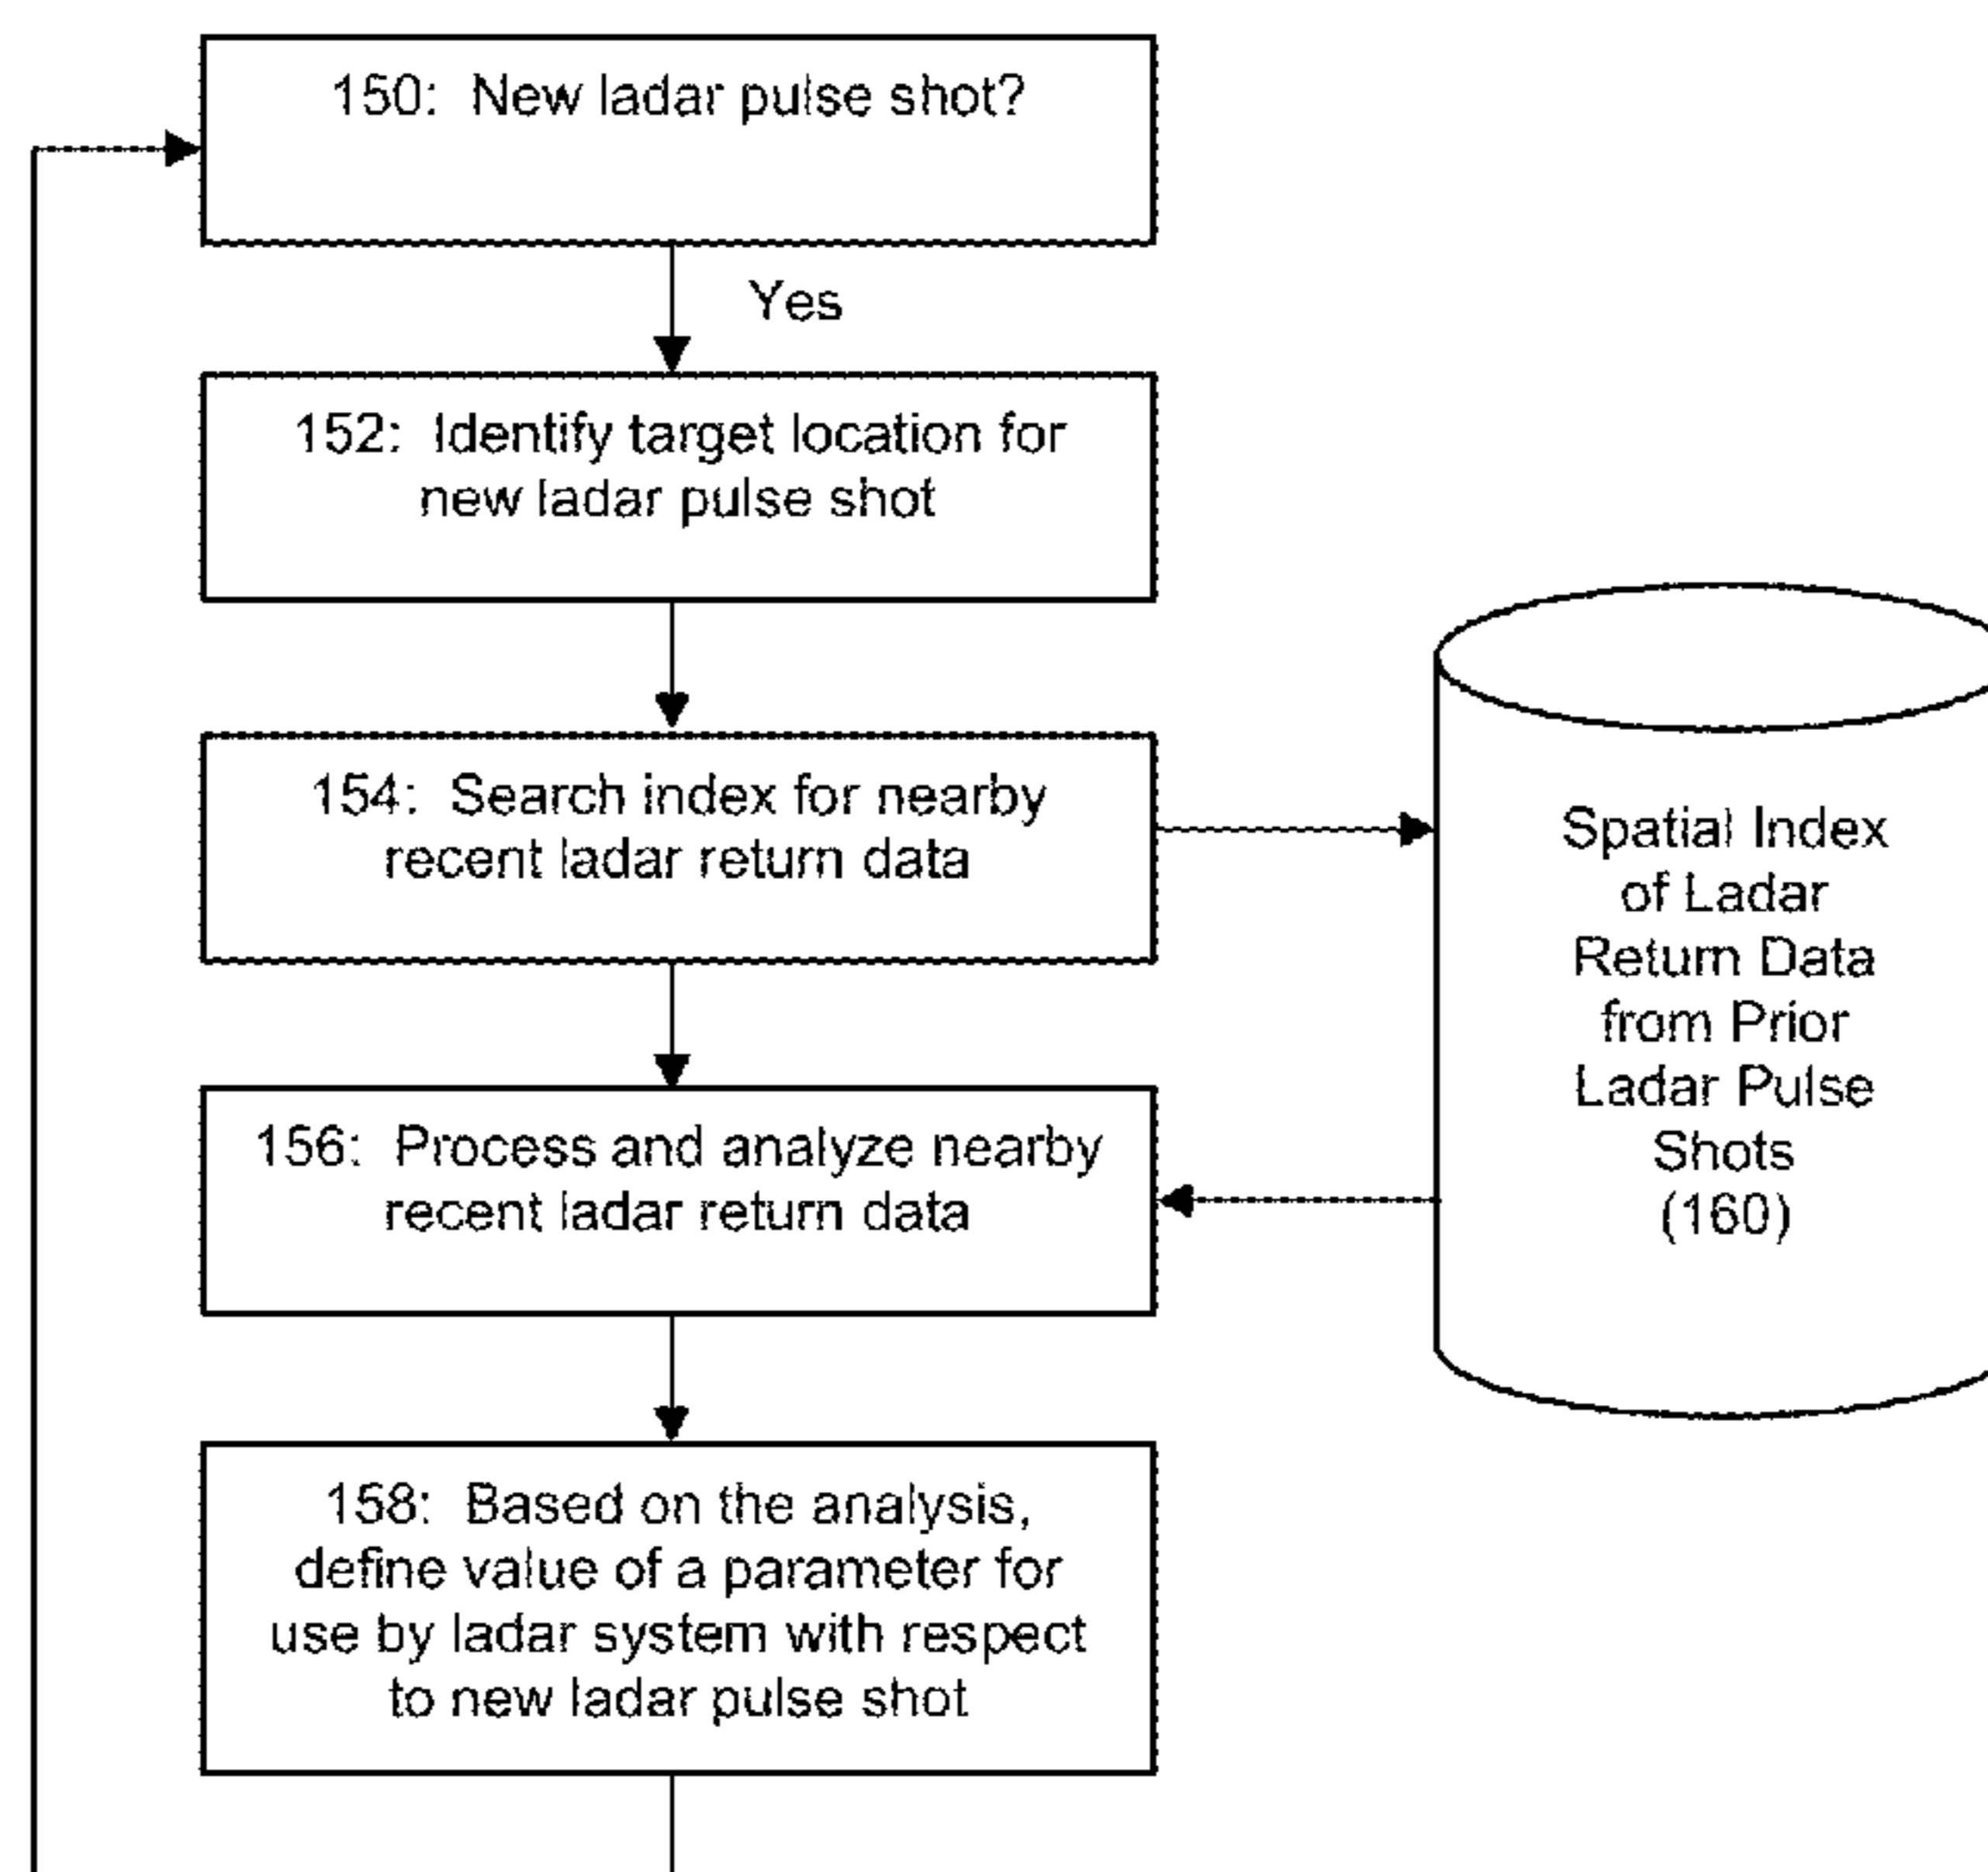 150: New ladar pulse shot?
Yes
152: Identify target location for
new ladar pulse shot
154: Search index for nearby
recent ladar return data
Spatial Index
of Ladar
Return Data
from Prior
Ladar Pulse
Shots
(160)
156: Process and analyze nearby
recent ladar return data
158: Based on the analysis,
define value of a parameter for
use by ladar system with respect
to new ladar pulse shot